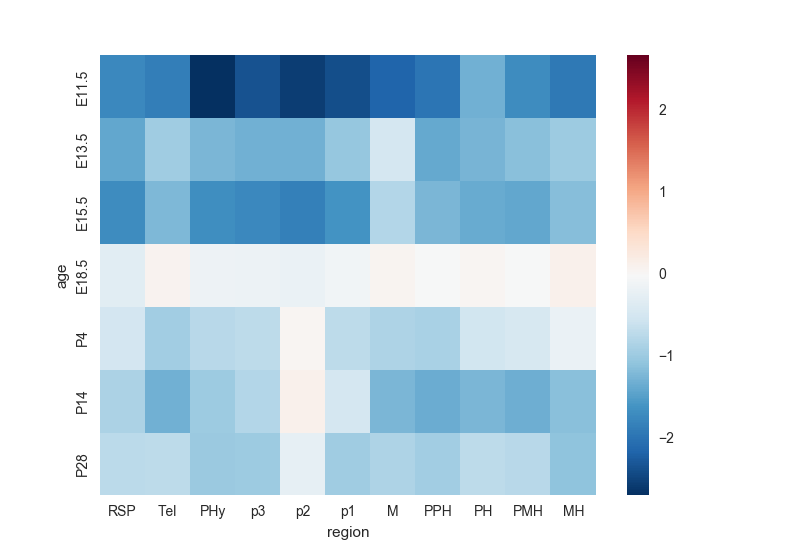 E11.5
E13.5
E15.5
E18.5
P4
P14
P28
age
RSP Tel PHy p3 p2 p1 M PPH PH PMH MH
region
2
1
0
−1
−2